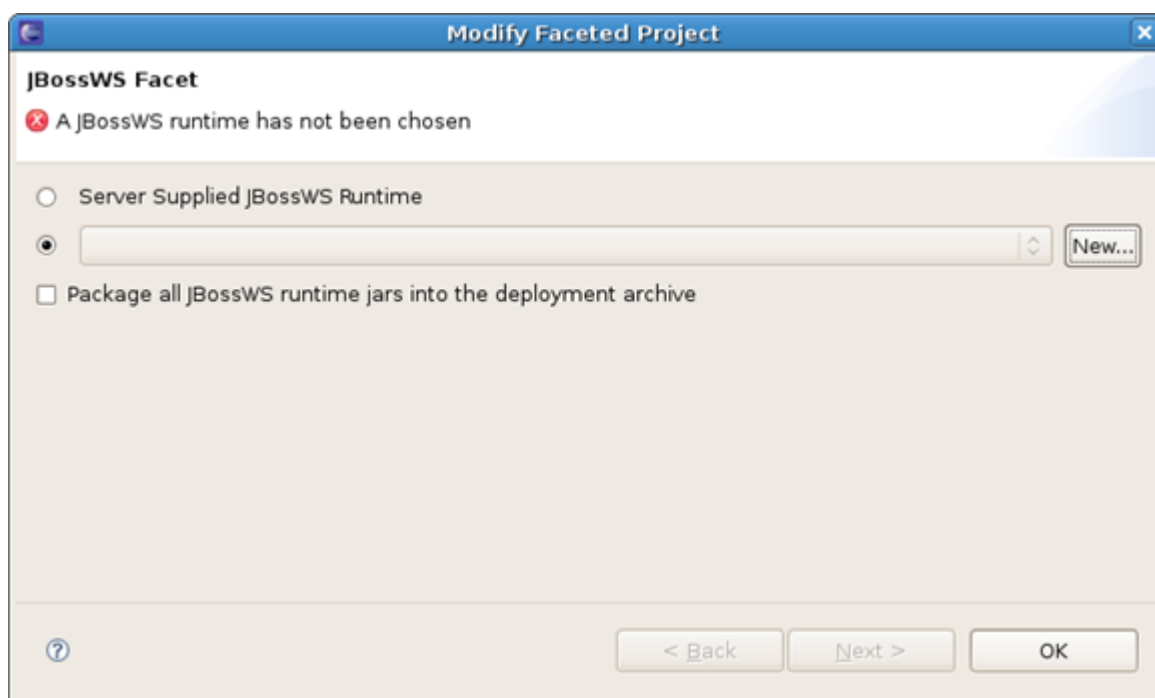 Modify Faceted Project
JBossWS Facet
A JBossWS runtime has not been chosen
Server Supplied JBossWS Runtime
New...
Package all JBossWS runtime jars into the deployment archive
< Back
Next >
OK